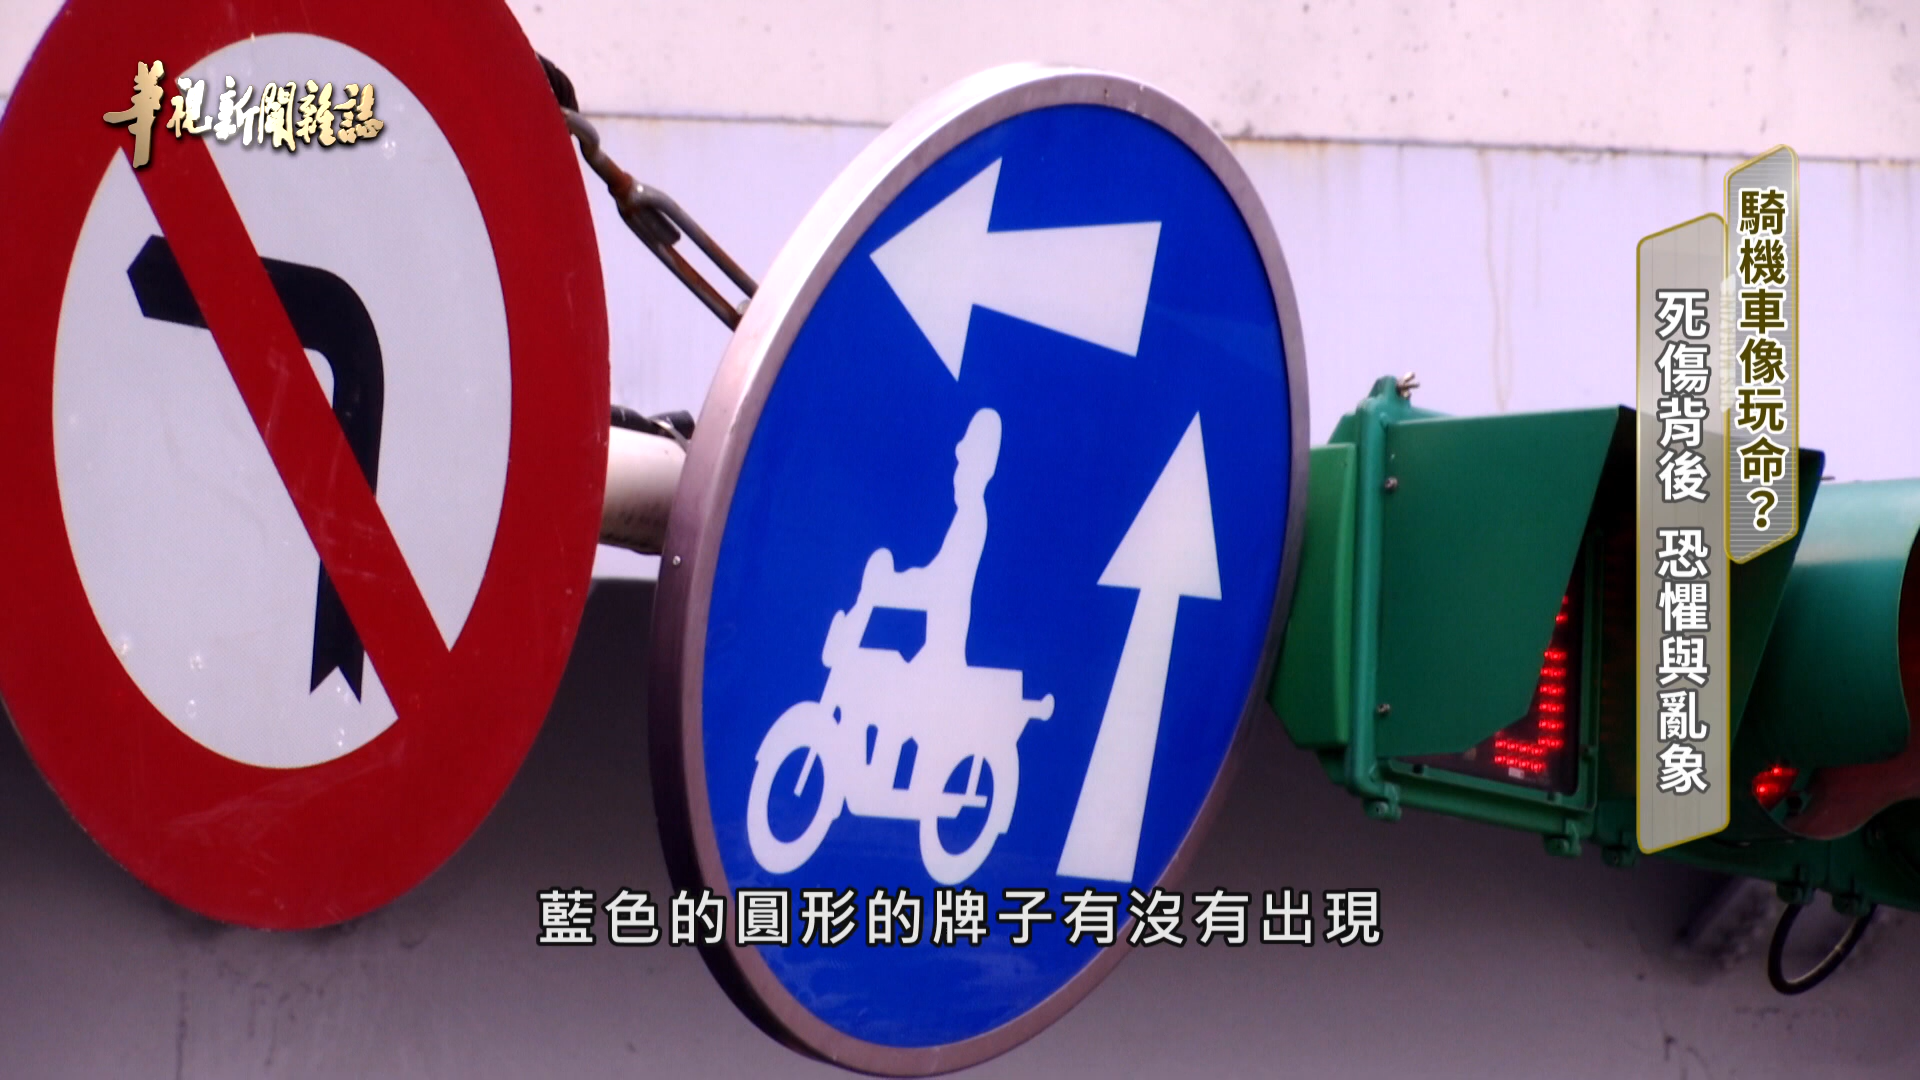 華視新聞雜誌
騎機車像玩命？
死傷背後 恐懼與亂象
藍色的圓形的牌子有沒有出現